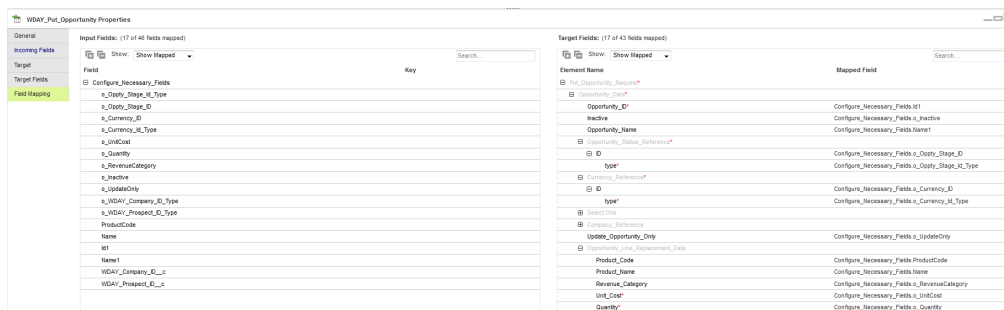 WDAY_Put_Opportunity Properties
General
Incoming Fields
Target
Target Fields
Field Mapping
Input Fields: (17 of 46 fields mapped)
Show: Show Mapped
Search...
Field Key
Configure_Necessary_Fields
o_Oppty_Stage_Id_Type
o_Oppty_Stage_ID
o_Currency_ID
o_Currency_Id_Type
o_UnitCost
o_Quantity
o_RevenueCategory
o_Inactive
o_UpdateOnly
o_WDAY_Company_ID_Type
o_WDAY_Prospect_ID_Type
ProductCode
Name
Id1
Name1
WDAY_Company_ID__c
WDAY_Prospect_ID__c
Target Fields: (17 of 43 fields mapped)
Show: Show Mapped
Search...
Element Name Mapped Field
Put_Opportunity_Request*
Opportunity_Data*
Opportunity_ID* Configure_Necessary_Fields.Id1
Inactive Configure_Necessary_Fields.o_Inactive
Opportunity_Name Configure_Necessary_Fields.Name1
Opportunity_Status_Reference*
ID Configure_Necessary_Fields.o_Oppty_Stage_ID
type* Configure_Necessary_Fields.o_Oppty_Stage_Id_Type
Currency_Reference*
ID Configure_Necessary_Fields.o_Currency_ID
type* Configure_Necessary_Fields.o_Currency_Id_Type
Select One
Company_Reference
Update_Opportunity_Only Configure_Necessary_Fields.o_UpdateOnly
Opportunity_Line_Replacement_Data
Product_Code Configure_Necessary_Fields.ProductCode
Product_Name Configure_Necessary_Fields.Name
Revenue_Category Configure_Necessary_Fields.o_RevenueCategory
Unit_Cost* Configure_Necessary_Fields.o_UnitCost
Quantity* Configure_Necessary_Fields.o_Quantity